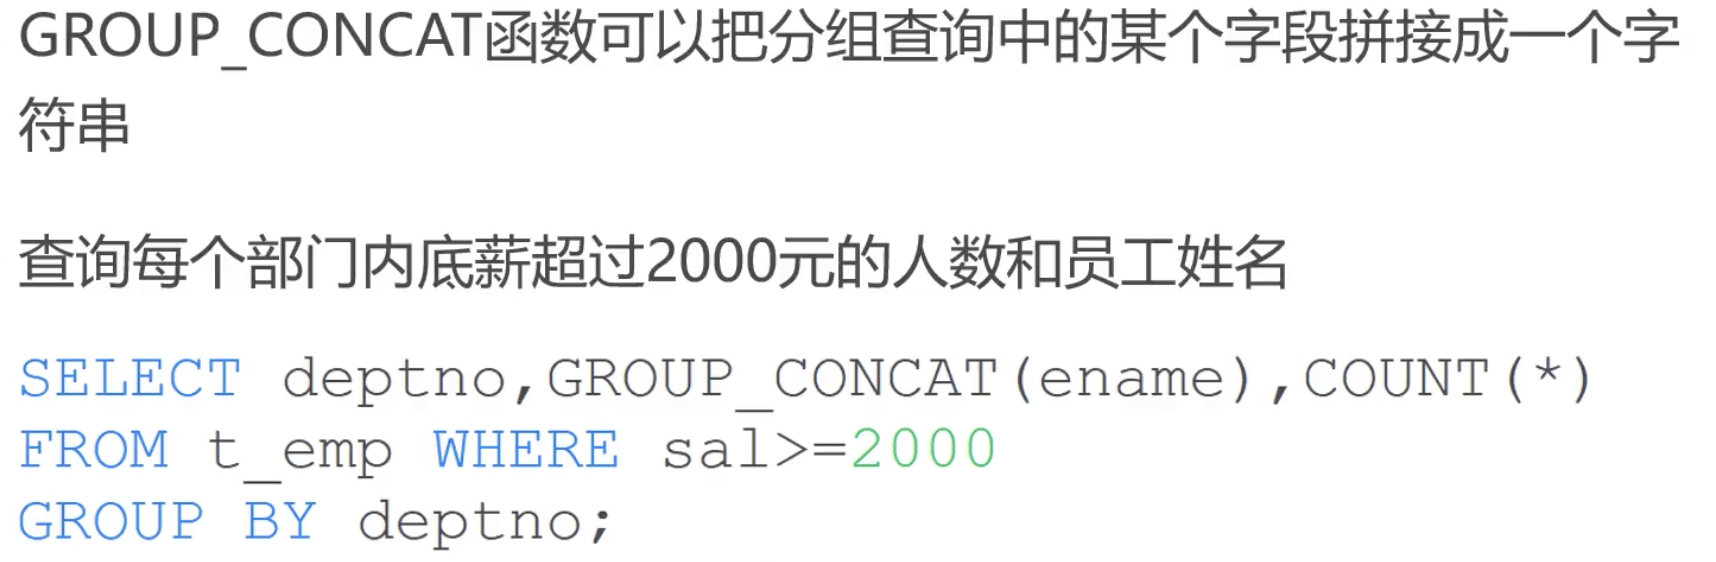 GROUP_CONCAT函数可以把分组查询中的某个字段拼接成一个字
符串
查询每个部门内底薪超过2000元的人数和员工姓名
SELECT deptno,GROUP_CONCAT(ename),COUNT(*)
FROM t_emp WHERE sal>=2000
GROUP BY deptno;